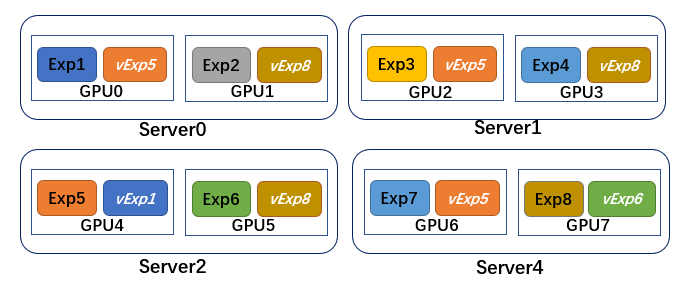 Exp1 vExp5 Exp2 vExp8
GPU0 GPU1
Server0
Exp3 vExp5 Exp4 vExp8
GPU2 GPU3
Server1
Exp5 vExp1 Exp6 vExp8
GPU4 GPU5
Server2
Exp7 vExp5 Exp8 vExp6
GPU6 GPU7
Server4